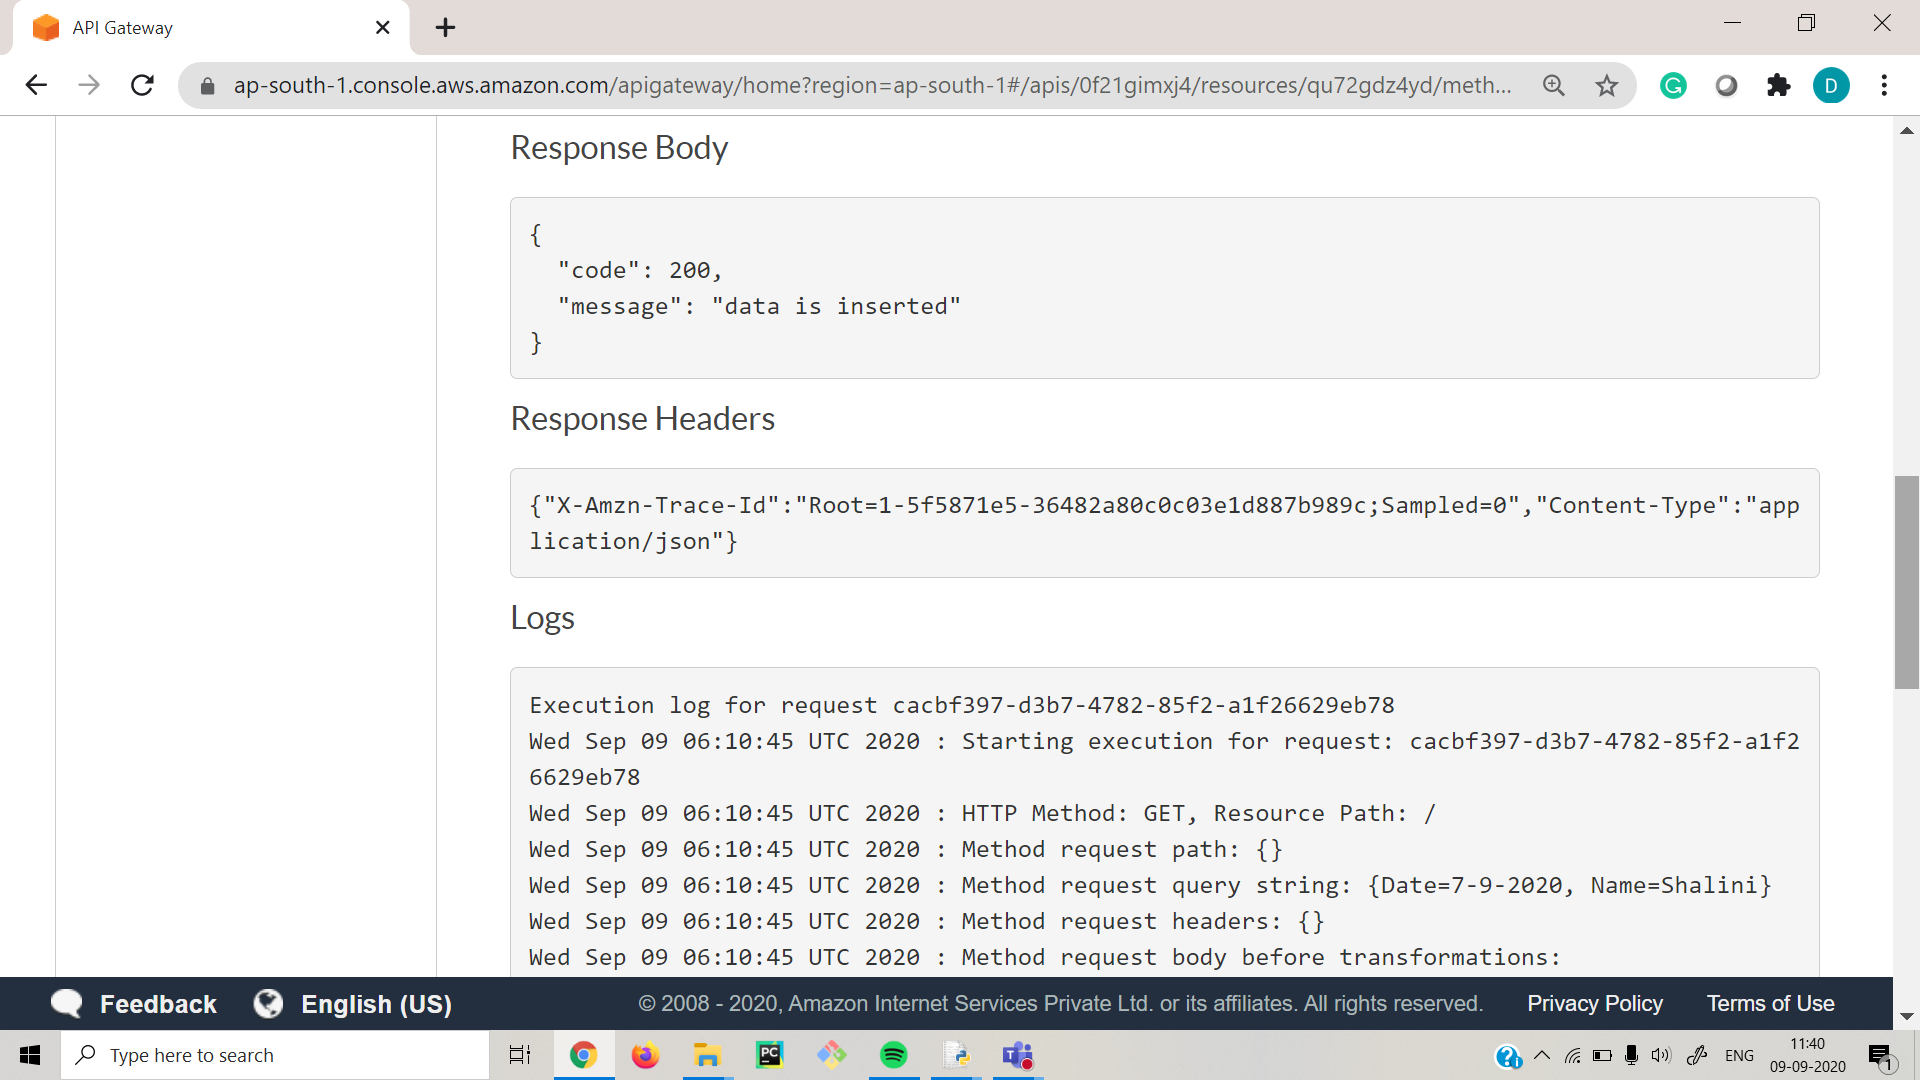 API Gateway
ap-south-1.console.aws.amazon.com/apigateway/home?region=ap-south-1#/apis/0f21gimxj4/resources/qu72gdz4yd/meth...
D
Response Body
{
"code": 200,
"message": "data is inserted"
}
Response Headers
{"X-Amzn-Trace-Id":"Root=1-5f5871e5-36482a80c0c03e1d887b989c;Sampled=0","Content-Type":"app
lication/json"}
Logs
Execution log for request cacbf397-d3b7-4782-85f2-a1f26629eb78
Wed Sep 09 06:10:45 UTC 2020 : Starting execution for request: cacbf397-d3b7-4782-85f2-a1f2
6629eb78
Wed Sep 09 06:10:45 UTC 2020 : HTTP Method: GET, Resource Path: /
Wed Sep 09 06:10:45 UTC 2020 : Method request path: {}
Wed Sep 09 06:10:45 UTC 2020 : Method request query string: {Date=7-9-2020, Name=Shalini}
Wed Sep 09 06:10:45 UTC 2020 : Method request headers: {}
Wed Sep 09 06:10:45 UTC 2020 : Method request body before transformations:
Feedback English (US) © 2008 - 2020, Amazon Internet Services Private Ltd. or its affiliates. All rights reserved. Privacy Policy Terms of Use
Type here to search
PC
ENG
11:40
09-09-2020
1